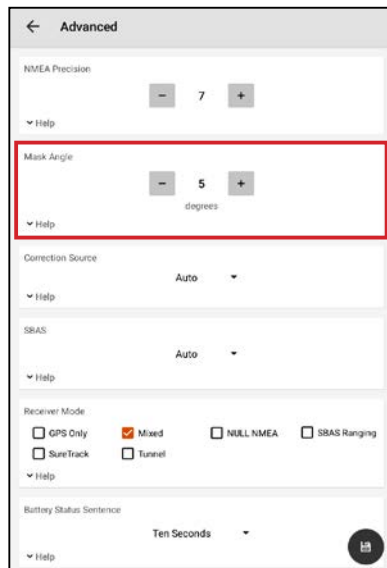 Advanced
NMEA Precision
- 7 +
Help
Mask Angle
- 5 +
degrees
Help
Correction Source
Auto
Help
SBAS
Auto
Help
Receiver Mode
GPS Only Mixed NULL NMEA SBAS Ranging
SureTrack Tunnel
Help
Battery Status Sentence
Ten Seconds
Help